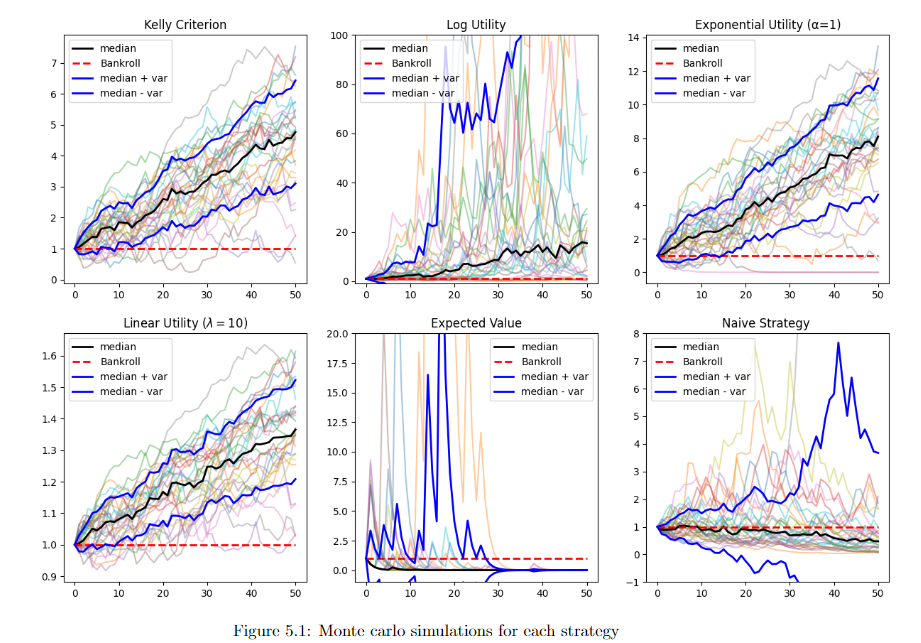 Kelly Criterion
median
Bankroll
median + var
median - var
7
6
5
4
3
2
1
0
0 10 20 30 40 50
Log Utility
median
Bankroll
median + var
median - var
100
80
60
40
20
0
0 10 20 30 40 50
Exponential Utility (α=1)
median
Bankroll
median + var
median - var
14
12
10
8
6
4
2
0
0 10 20 30 40 50
Linear Utility (λ = 10)
median
Bankroll
median + var
median - var
1.6
1.5
1.4
1.3
1.2
1.1
1.0
0.9
0 10 20 30 40 50
Expected Value
median
Bankroll
median + var
median - var
20.0
17.5
15.0
12.5
10.0
7.5
5.0
2.5
0.0
0 10 20 30 40 50
Naive Strategy
median
Bankroll
median + var
median - var
8
7
6
5
4
3
2
1
0
−1
0 10 20 30 40 50
Figure 5.1: Monte carlo simulations for each strategy